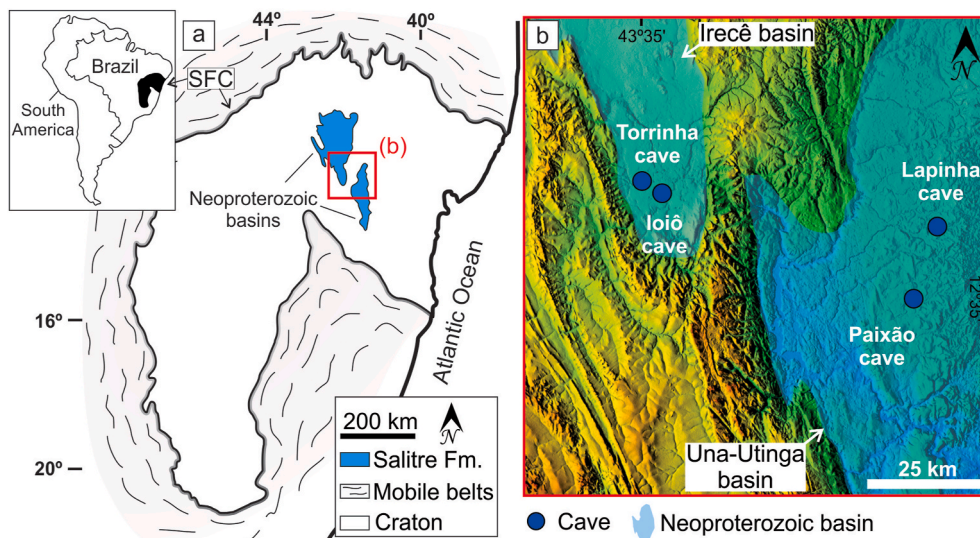 44º
40º
a
Brazil
SFC
South
America
(b)
Neoproterozoic
basins
16º
20º
Atlantic Ocean
200 km
N
Salitre Fm.
Mobile belts
Craton
b
43º35'
Irecê basin
N
Torrinha
cave
Ioiô
cave
Lapinha
cave
12º35'
Paixão
cave
Una-Utinga
basin
25 km
Cave
Neoproterozoic basin